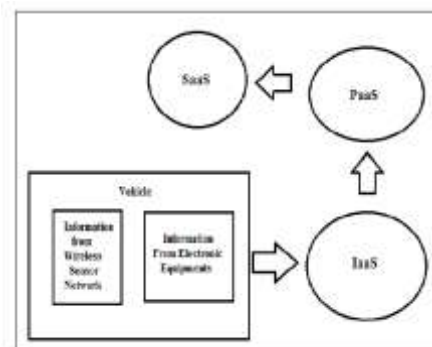 SaaS
PaaS
Vehicle
Information
from
Wireless
Sensor
Network
Information
From Electronic
Equipments
IaaS